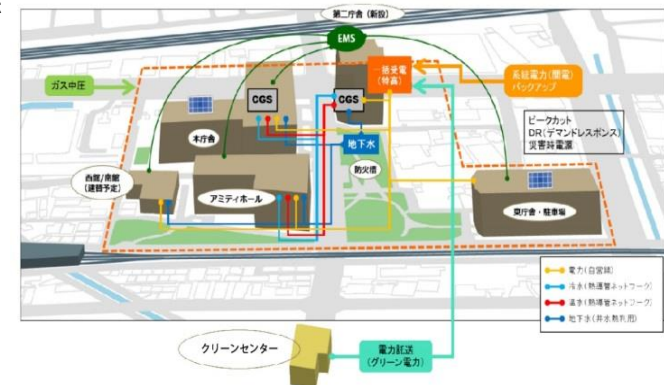 第二庁舎(新設)
EMS
ガス中圧
一括受電
(特高)
系統電力(関電)
バックアップ
CGS
CGS
本庁舎
地下水
防火槽
ピークカット
DR(デマンドレスポンス)
災害時電源
西館/南館
(建替予定)
アミティホール
東庁舎・駐車場
電力(自営線)
冷水(熱導管ネットワーク)
温水(熱導管ネットワーク)
地下水(井水熱利用)
クリーンセンター
電力託送
(グリーン電力)